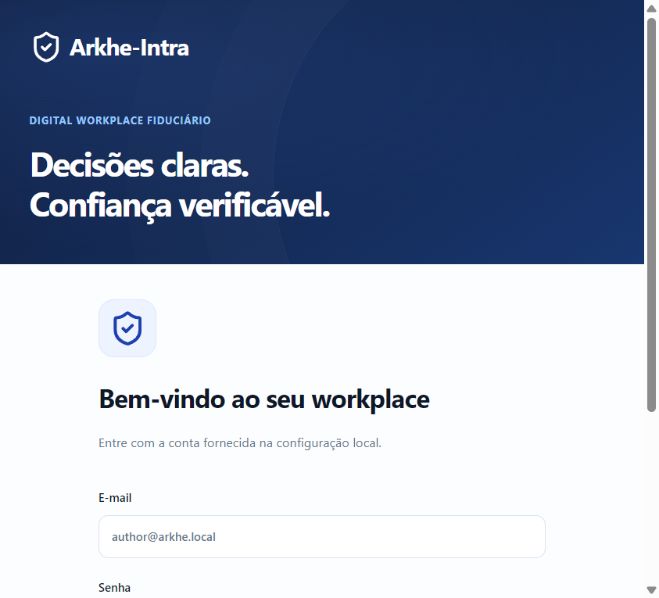 Arkhe-Intra
DIGITAL WORKPLACE FIDUCIÁRIO
Decisões claras.
Confiança verificável.
Bem-vindo ao seu workplace
Entre com a conta fornecida na configuração local.
E-mail
author@arkhe.local
Senha